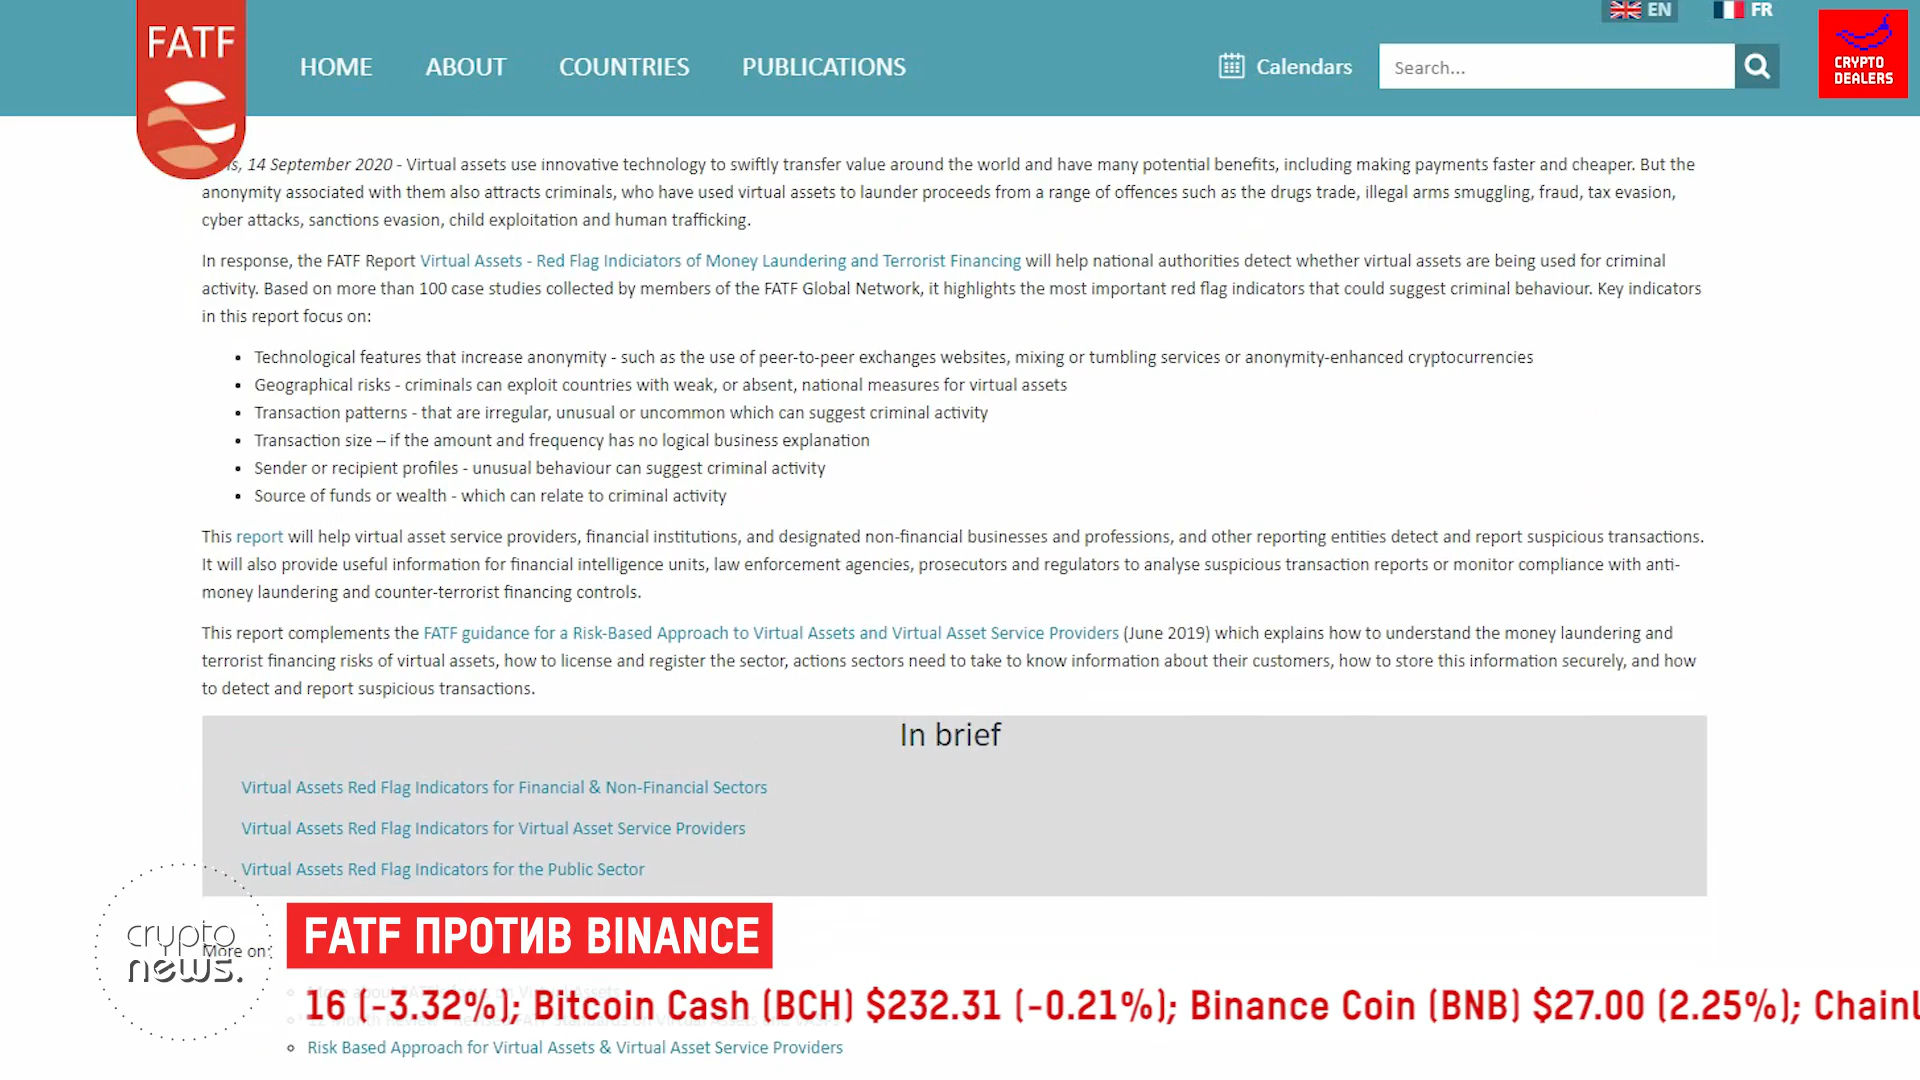 FATF
HOME ABOUT COUNTRIES PUBLICATIONS
EN FR
Calendars Search...
CRYPTO
DEALERS
14 September 2020 - Virtual assets use innovative technology to swiftly transfer value around the world and have many potential benefits, including making payments faster and cheaper. But the
anonymity associated with them also attracts criminals, who have used virtual assets to launder proceeds from a range of offences such as the drugs trade, illegal arms smuggling, fraud, tax evasion,
cyber attacks, sanctions evasion, child exploitation and human trafficking.
In response, the FATF Report Virtual Assets - Red Flag Indiciators of Money Laundering and Terrorist Financing will help national authorities detect whether virtual assets are being used for criminal
activity. Based on more than 100 case studies collected by members of the FATF Global Network, it highlights the most important red flag indicators that could suggest criminal behaviour. Key indicators
in this report focus on:
• Technological features that increase anonymity - such as the use of peer-to-peer exchanges websites, mixing or tumbling services or anonymity-enhanced cryptocurrencies
• Geographical risks - criminals can exploit countries with weak, or absent, national measures for virtual assets
• Transaction patterns - that are irregular, unusual or uncommon which can suggest criminal activity
• Transaction size – if the amount and frequency has no logical business explanation
• Sender or recipient profiles - unusual behaviour can suggest criminal activity
• Source of funds or wealth - which can relate to criminal activity
This report will help virtual asset service providers, financial institutions, and designated non-financial businesses and professions, and other reporting entities detect and report suspicious transactions.
It will also provide useful information for financial intelligence units, law enforcement agencies, prosecutors and regulators to analyse suspicious transaction reports or monitor compliance with anti-
money laundering and counter-terrorist financing controls.
This report complements the FATF guidance for a Risk-Based Approach to Virtual Assets and Virtual Asset Service Providers (June 2019) which explains how to understand the money laundering and
terrorist financing risks of virtual assets, how to license and register the sector, actions sectors need to take to know information about their customers, how to store this information securely, and how
to detect and report suspicious transactions.
In brief
Virtual Assets Red Flag Indicators for Financial & Non-Financial Sectors
Virtual Assets Red Flag Indicators for Virtual Asset Service Providers
Virtual Assets Red Flag Indicators for the Public Sector
crypto
news.
More on:
FATF ПРОТИВ BINANCE
16 (-3.32%); Bitcoin Cash (BCH) $232.31 (-0.21%); Binance Coin (BNB) $27.00 (2.25%); Chainl
Risk Based Approach for Virtual Assets & Virtual Asset Service Providers